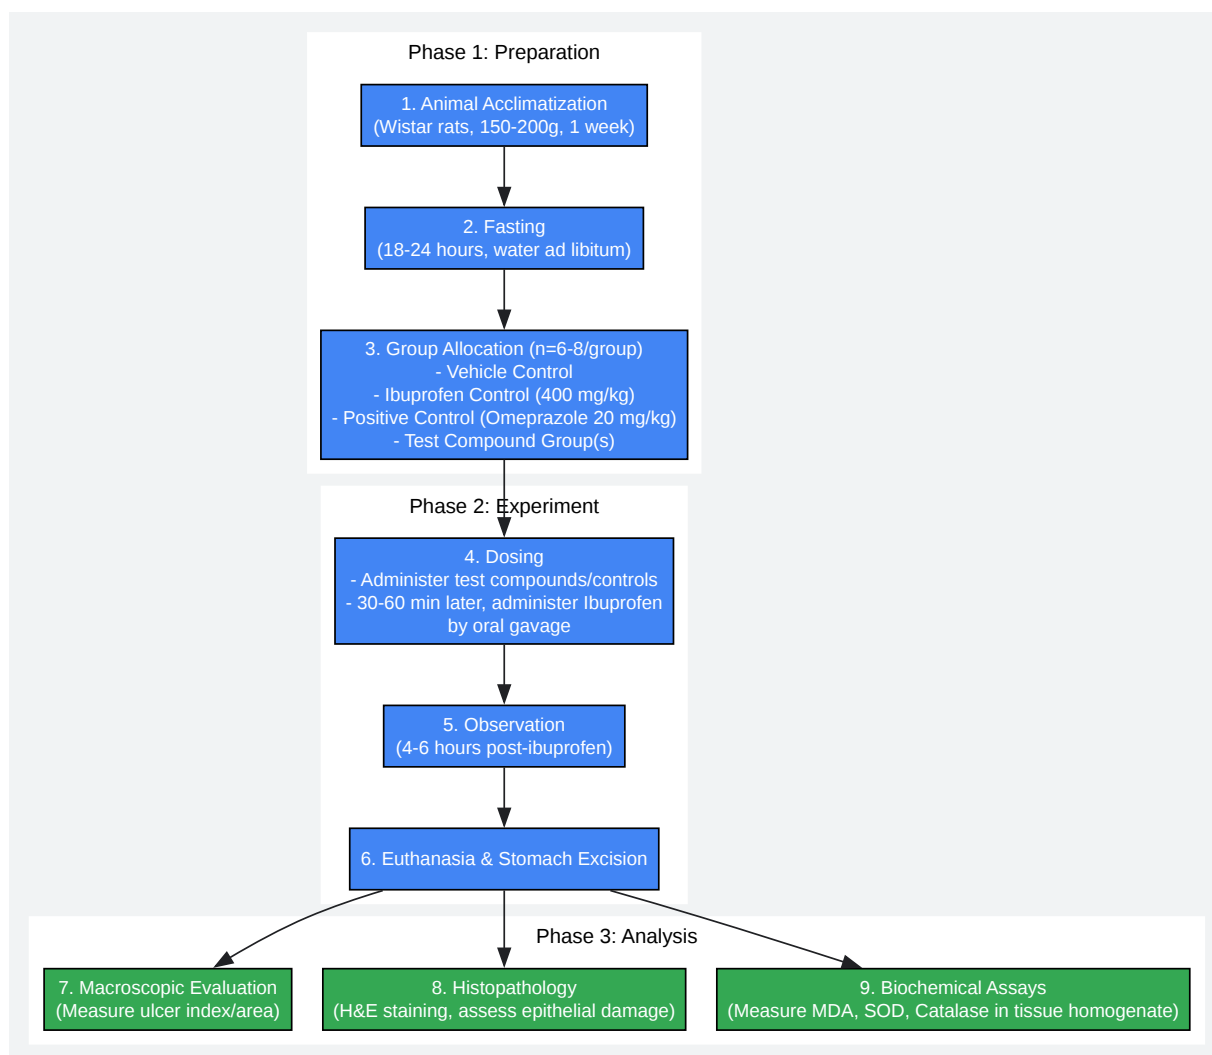 Phase 1: Preparation
1. Animal Acclimatization
(Wistar rats, 150-200g, 1 week)
2. Fasting
(18-24 hours, water ad libitum)
3. Group Allocation (n=6-8/group)
- Vehicle Control
- Ibuprofen Control (400 mg/kg)
- Positive Control (Omeprazole 20 mg/kg)
- Test Compound Group(s)
Phase 2: Experiment
4. Dosing
- Administer test compounds/controls
- 30-60 min later, administer Ibuprofen
by oral gavage
5. Observation
(4-6 hours post-ibuprofen)
6. Euthanasia & Stomach Excision
Phase 3: Analysis
7. Macroscopic Evaluation
(Measure ulcer index/area)
8. Histopathology
(H&E staining, assess epithelial damage)
9. Biochemical Assays
(Measure MDA, SOD, Catalase in tissue homogenate)